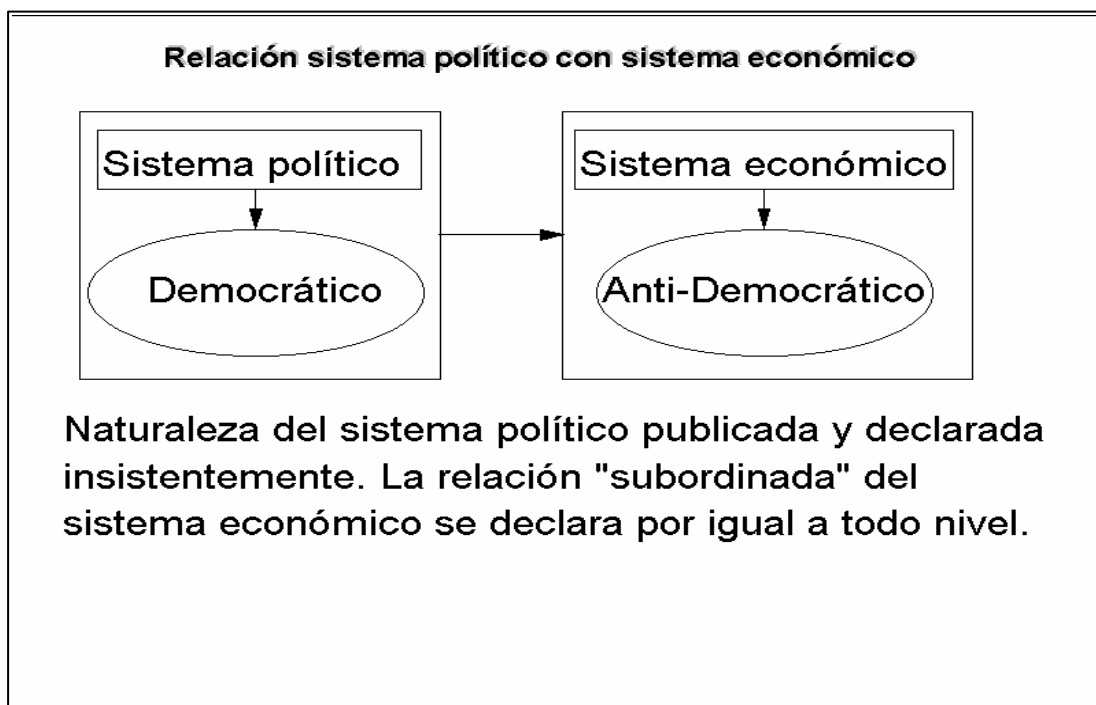 Relación sistema político con sistema económico
Sistema político
Democrático
Sistema económico
Anti-Democrático
Naturaleza del sistema político publicada y declarada
insistentemente. La relación "subordinada" del
sistema económico se declara por igual a todo nivel.